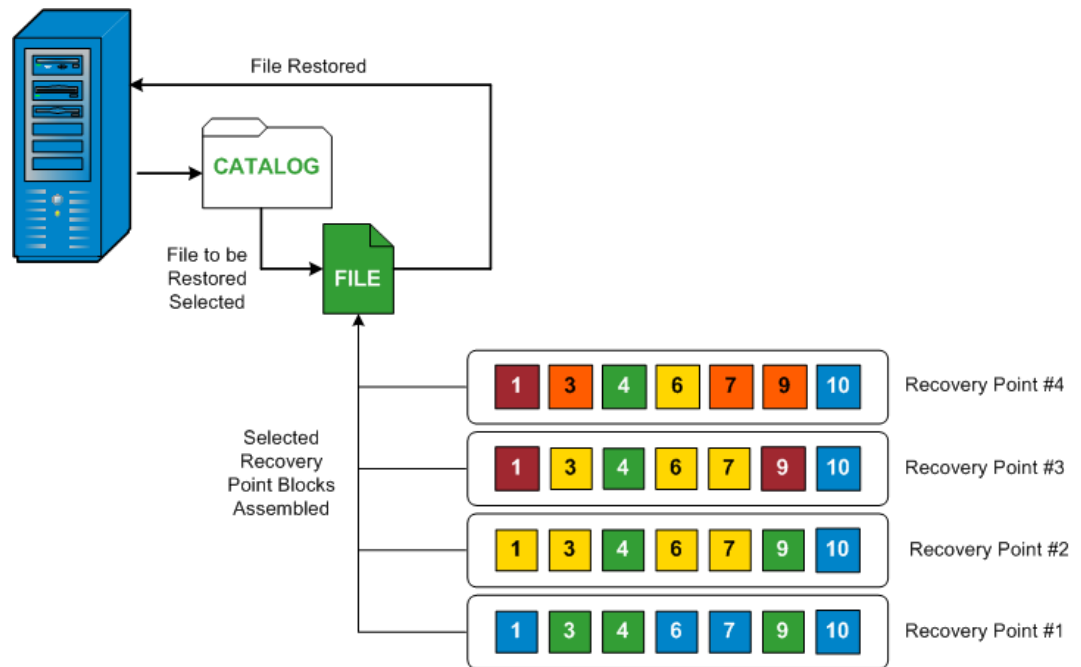 File Restored
CATALOG
File to be
Restored
Selected
FILE
Selected
Recovery
Point Blocks
Assembled
1 3 4 6 7 9 10 Recovery Point #4
1 3 4 6 7 9 10 Recovery Point #3
1 3 4 6 7 9 10 Recovery Point #2
1 3 4 6 7 9 10 Recovery Point #1